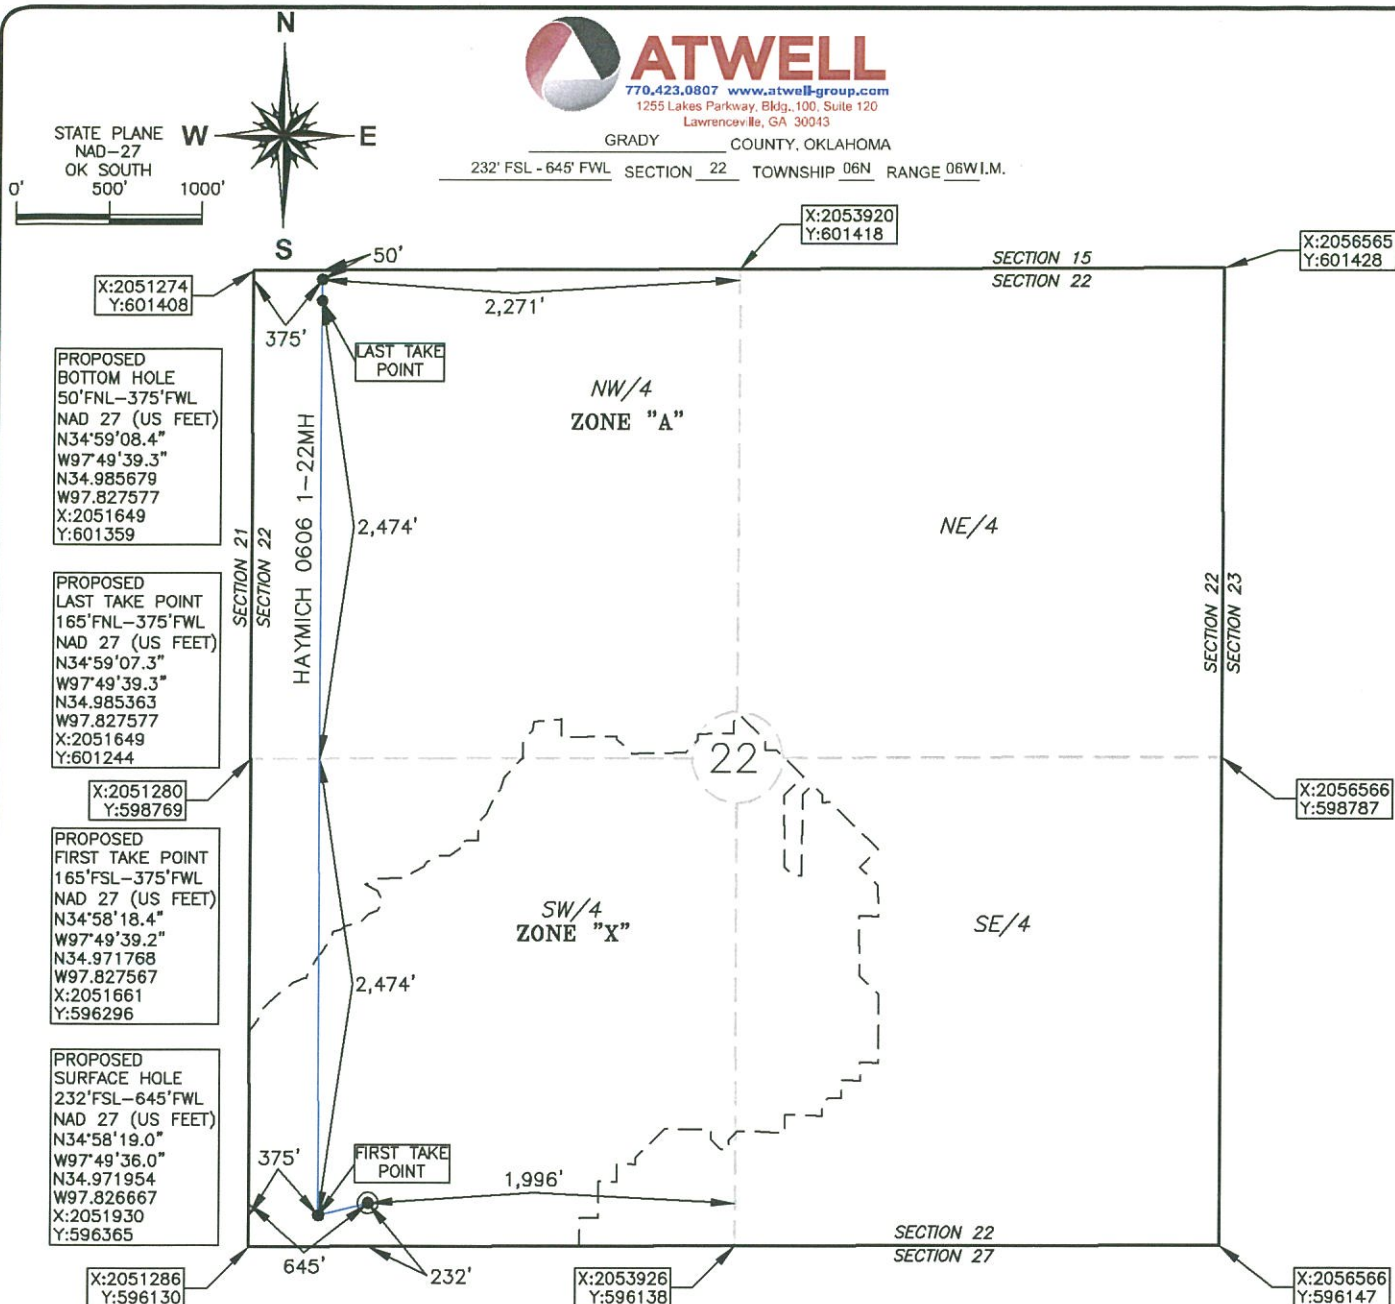 N
W
E
S
STATE PLANE
NAD-27
OK SOUTH
0' 500' 1000'
ATWELL
770.423.0807 www.atwell-group.com
1255 Lakes Parkway, Bldg. 100, Suite 120
Lawrenceville, GA 30043
GRADY COUNTY, OKLAHOMA
232' FSL - 645' FWL SECTION 22 TOWNSHIP 06N RANGE 06W I.M.
X:2053920
Y:601418
X:2056565
Y:601428
X:2051274
Y:601408
50'
SECTION 15
SECTION 22
2,271'
375'
LAST TAKE
POINT
NW/4
ZONE "A"
NE/4
PROPOSED
BOTTOM HOLE
50'FNL-375'FWL
NAD 27 (US FEET)
N34°59'08.4"
W97°49'39.3"
N34.985679
W97.827577
X:2051649
Y:601359
HAYMICH 0606 1-22MH
2,474'
SECTION 21
SECTION 22
SECTION 22
SECTION 23
PROPOSED
LAST TAKE POINT
165'FNL-375'FWL
NAD 27 (US FEET)
N34°59'07.3"
W97°49'39.3"
N34.985363
W97.827577
X:2051649
Y:601244
22
X:2051280
Y:598769
X:2056566
Y:598787
PROPOSED
FIRST TAKE POINT
165'FSL-375'FWL
NAD 27 (US FEET)
N34°58'18.4"
W97°49'39.2"
N34.971768
W97.827567
X:2051661
Y:596296
SW/4
ZONE "X"
SE/4
2,474'
PROPOSED
SURFACE HOLE
232'FSL-645'FWL
NAD 27 (US FEET)
N34°58'19.0"
W97°49'36.0"
N34.971954
W97.826667
X:2051930
Y:596365
375'
FIRST TAKE
POINT
1,996'
645'
232'
SECTION 22
SECTION 27
X:2051286
Y:596130
X:2053926
Y:596138
X:2056566
Y:596147